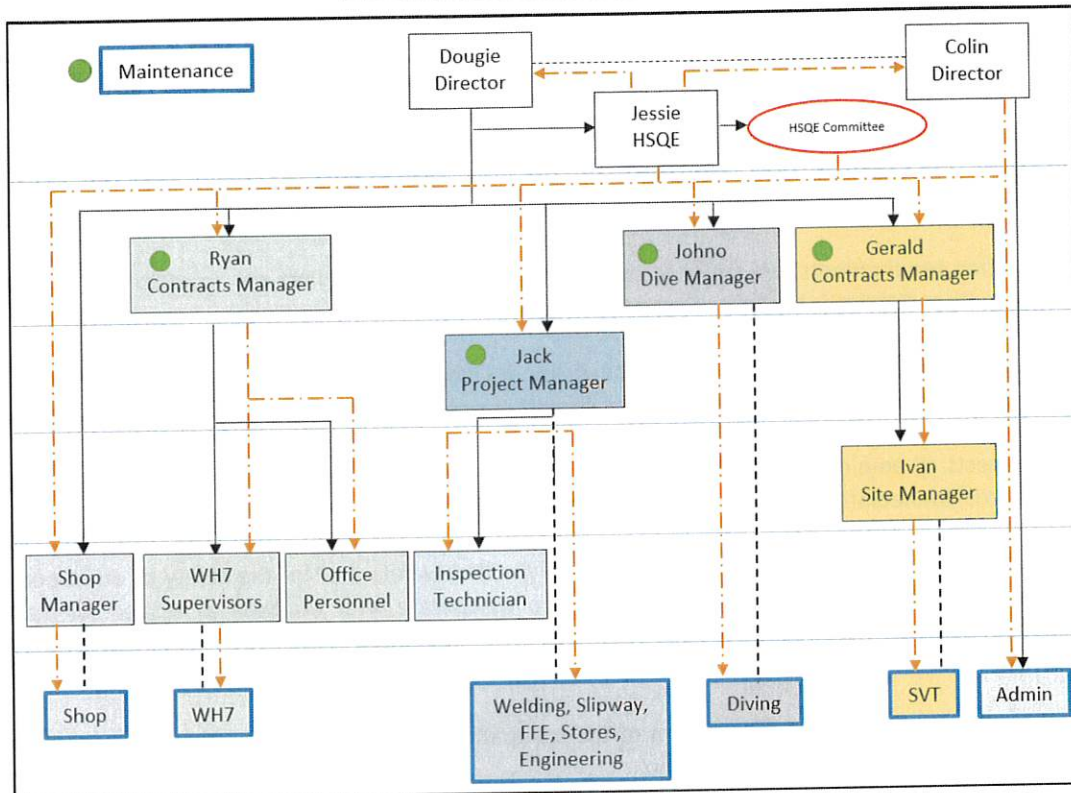 Maintenance
Dougie
Director
Colin
Director
Jessie
HSQE
HSQE Committee
Ryan
Contracts Manager
Johno
Dive Manager
Gerald
Contracts Manager
Jack
Project Manager
Ivan
Site Manager
Shop
Manager
WH7
Supervisors
Office
Personnel
Inspection
Technician
Shop
WH7
Welding, Slipway,
FFE, Stores,
Engineering
Diving
SVT
Admin